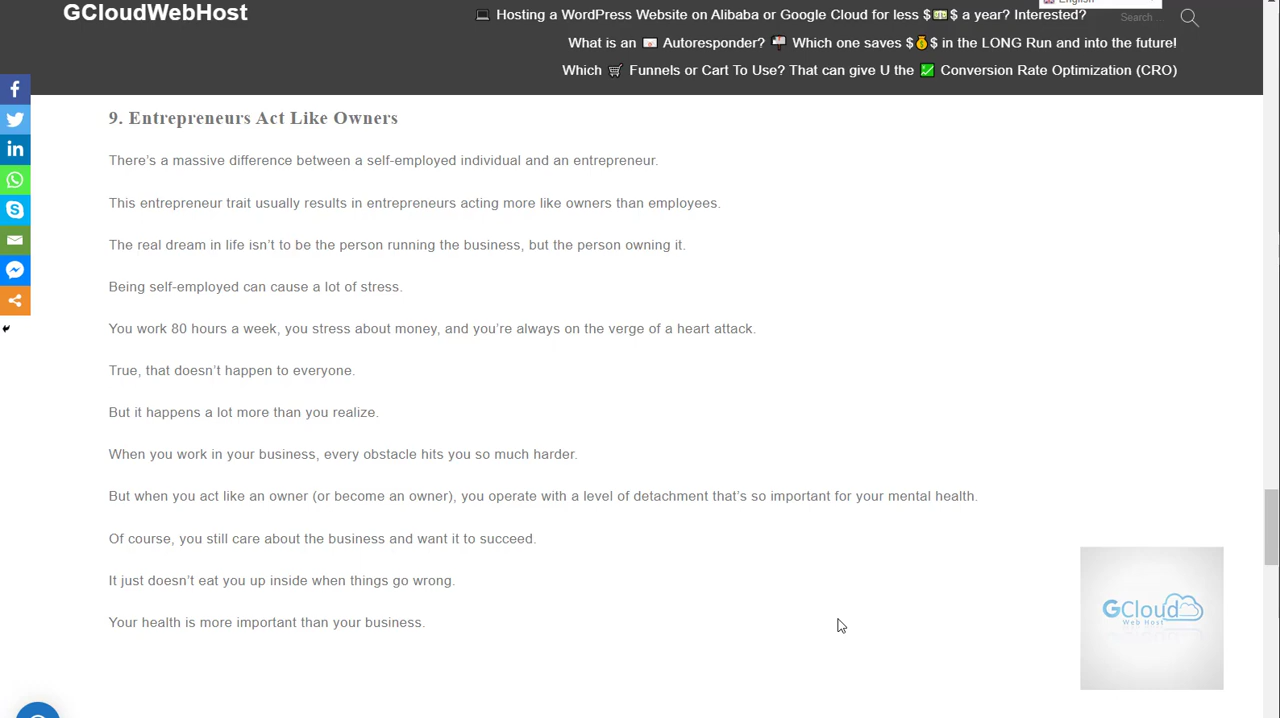 GCloudWebHost
English
Hosting a WordPress Website on Alibaba or Google Cloud for less $💵$ a year? Interested?
Search ...
What is an Autoresponder? Which one saves $💰$ in the LONG Run and into the future!
Which 🛒 Funnels or Cart To Use? That can give U the 💹 Conversion Rate Optimization (CRO)
9. Entrepreneurs Act Like Owners
There’s a massive difference between a self-employed individual and an entrepreneur.
This entrepreneur trait usually results in entrepreneurs acting more like owners than employees.
The real dream in life isn’t to be the person running the business, but the person owning it.
Being self-employed can cause a lot of stress.
You work 80 hours a week, you stress about money, and you’re always on the verge of a heart attack.
True, that doesn’t happen to everyone.
But it happens a lot more than you realize.
When you work in your business, every obstacle hits you so much harder.
But when you act like an owner (or become an owner), you operate with a level of detachment that’s so important for your mental health.
Of course, you still care about the business and want it to succeed.
It just doesn’t eat you up inside when things go wrong.
Your health is more important than your business.
GCloud
Web Host